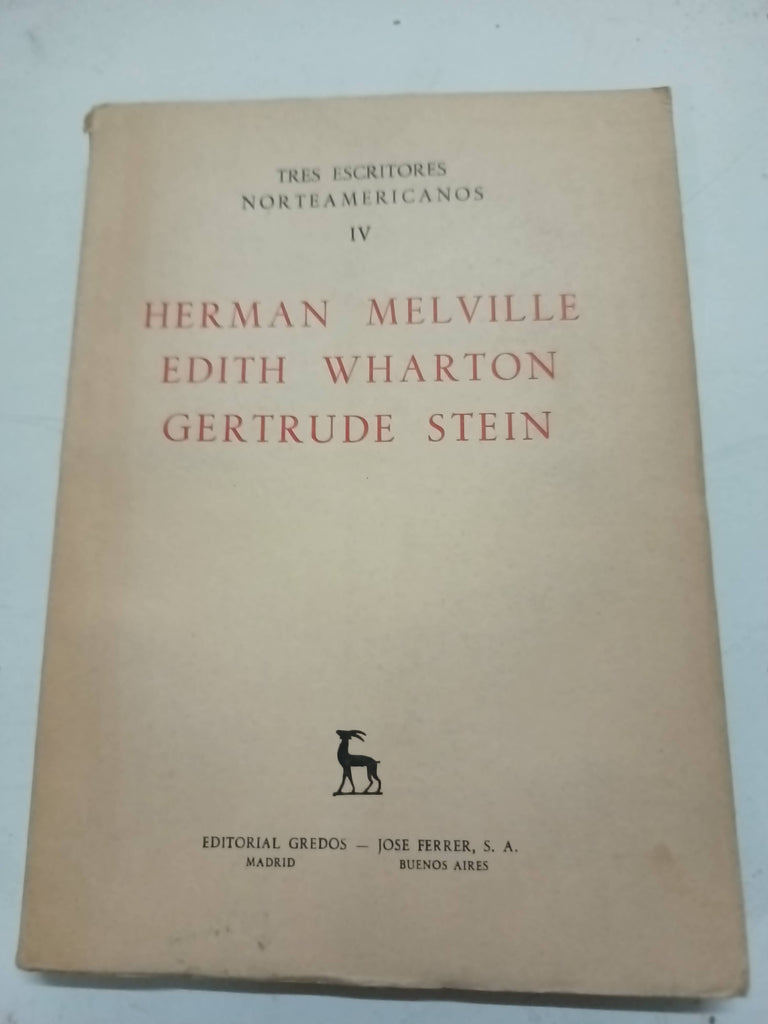 TRES ESCRITORES
NORTEAMERICANOS
IV
HERMAN MELVILLE
EDITH WHARTON
GERTRUDE STEIN
EDITORIAL GREDOS — JOSE FERRER, S. A.
MADRID BUENOS AIRES